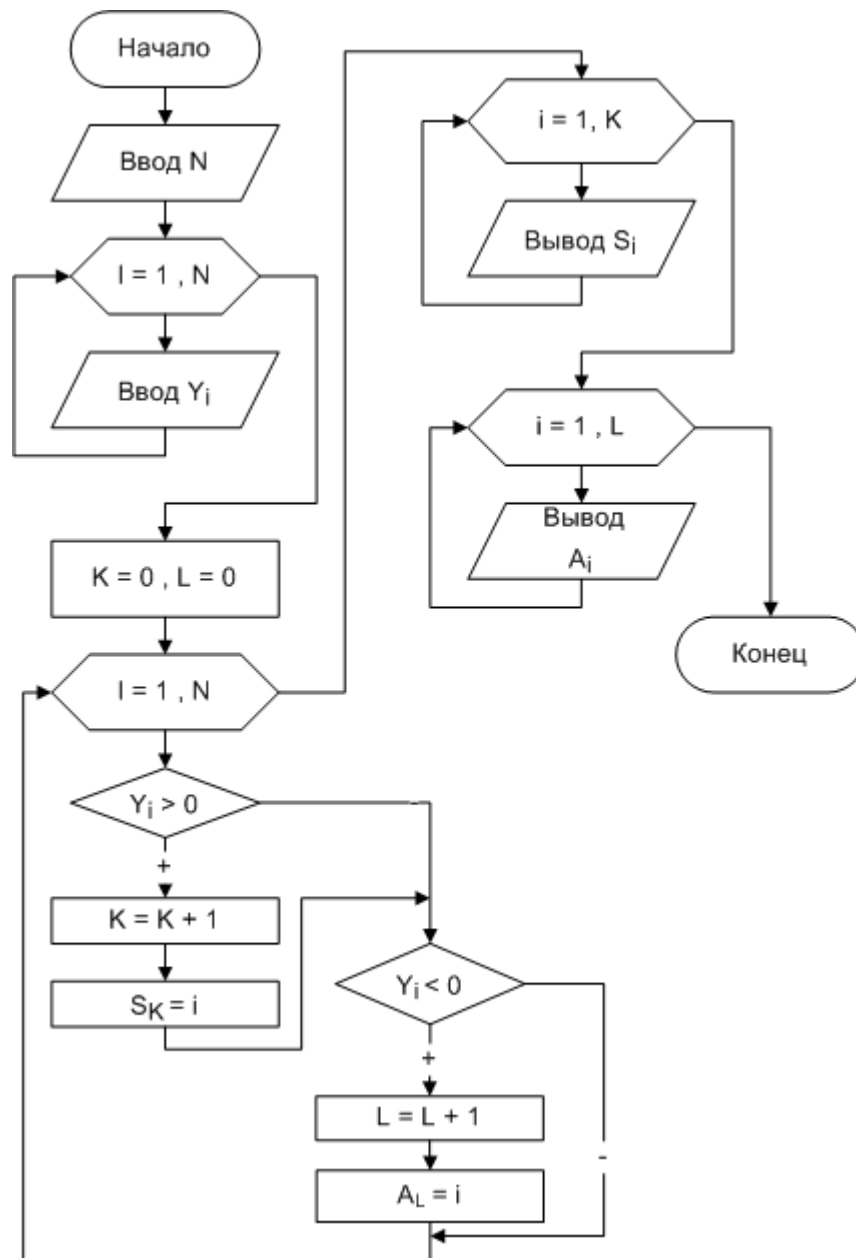 Начало
Ввод N
I = 1 , N
Ввод Yi
K = 0 , L = 0
I = 1 , N
Yi > 0
+
-
K = K + 1
SK = i
Yi < 0
+
-
L = L + 1
AL = i
i = 1, K
Вывод Si
i = 1 , L
Вывод
Ai
Конец